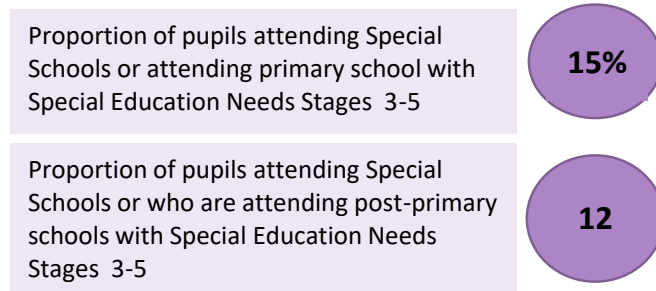 Proportion of pupils attending Special
Schools or attending primary school with
Special Education Needs Stages 3-5
15%
Proportion of pupils attending Special
Schools or who are attending post-primary
schools with Special Education Needs
Stages 3-5
12